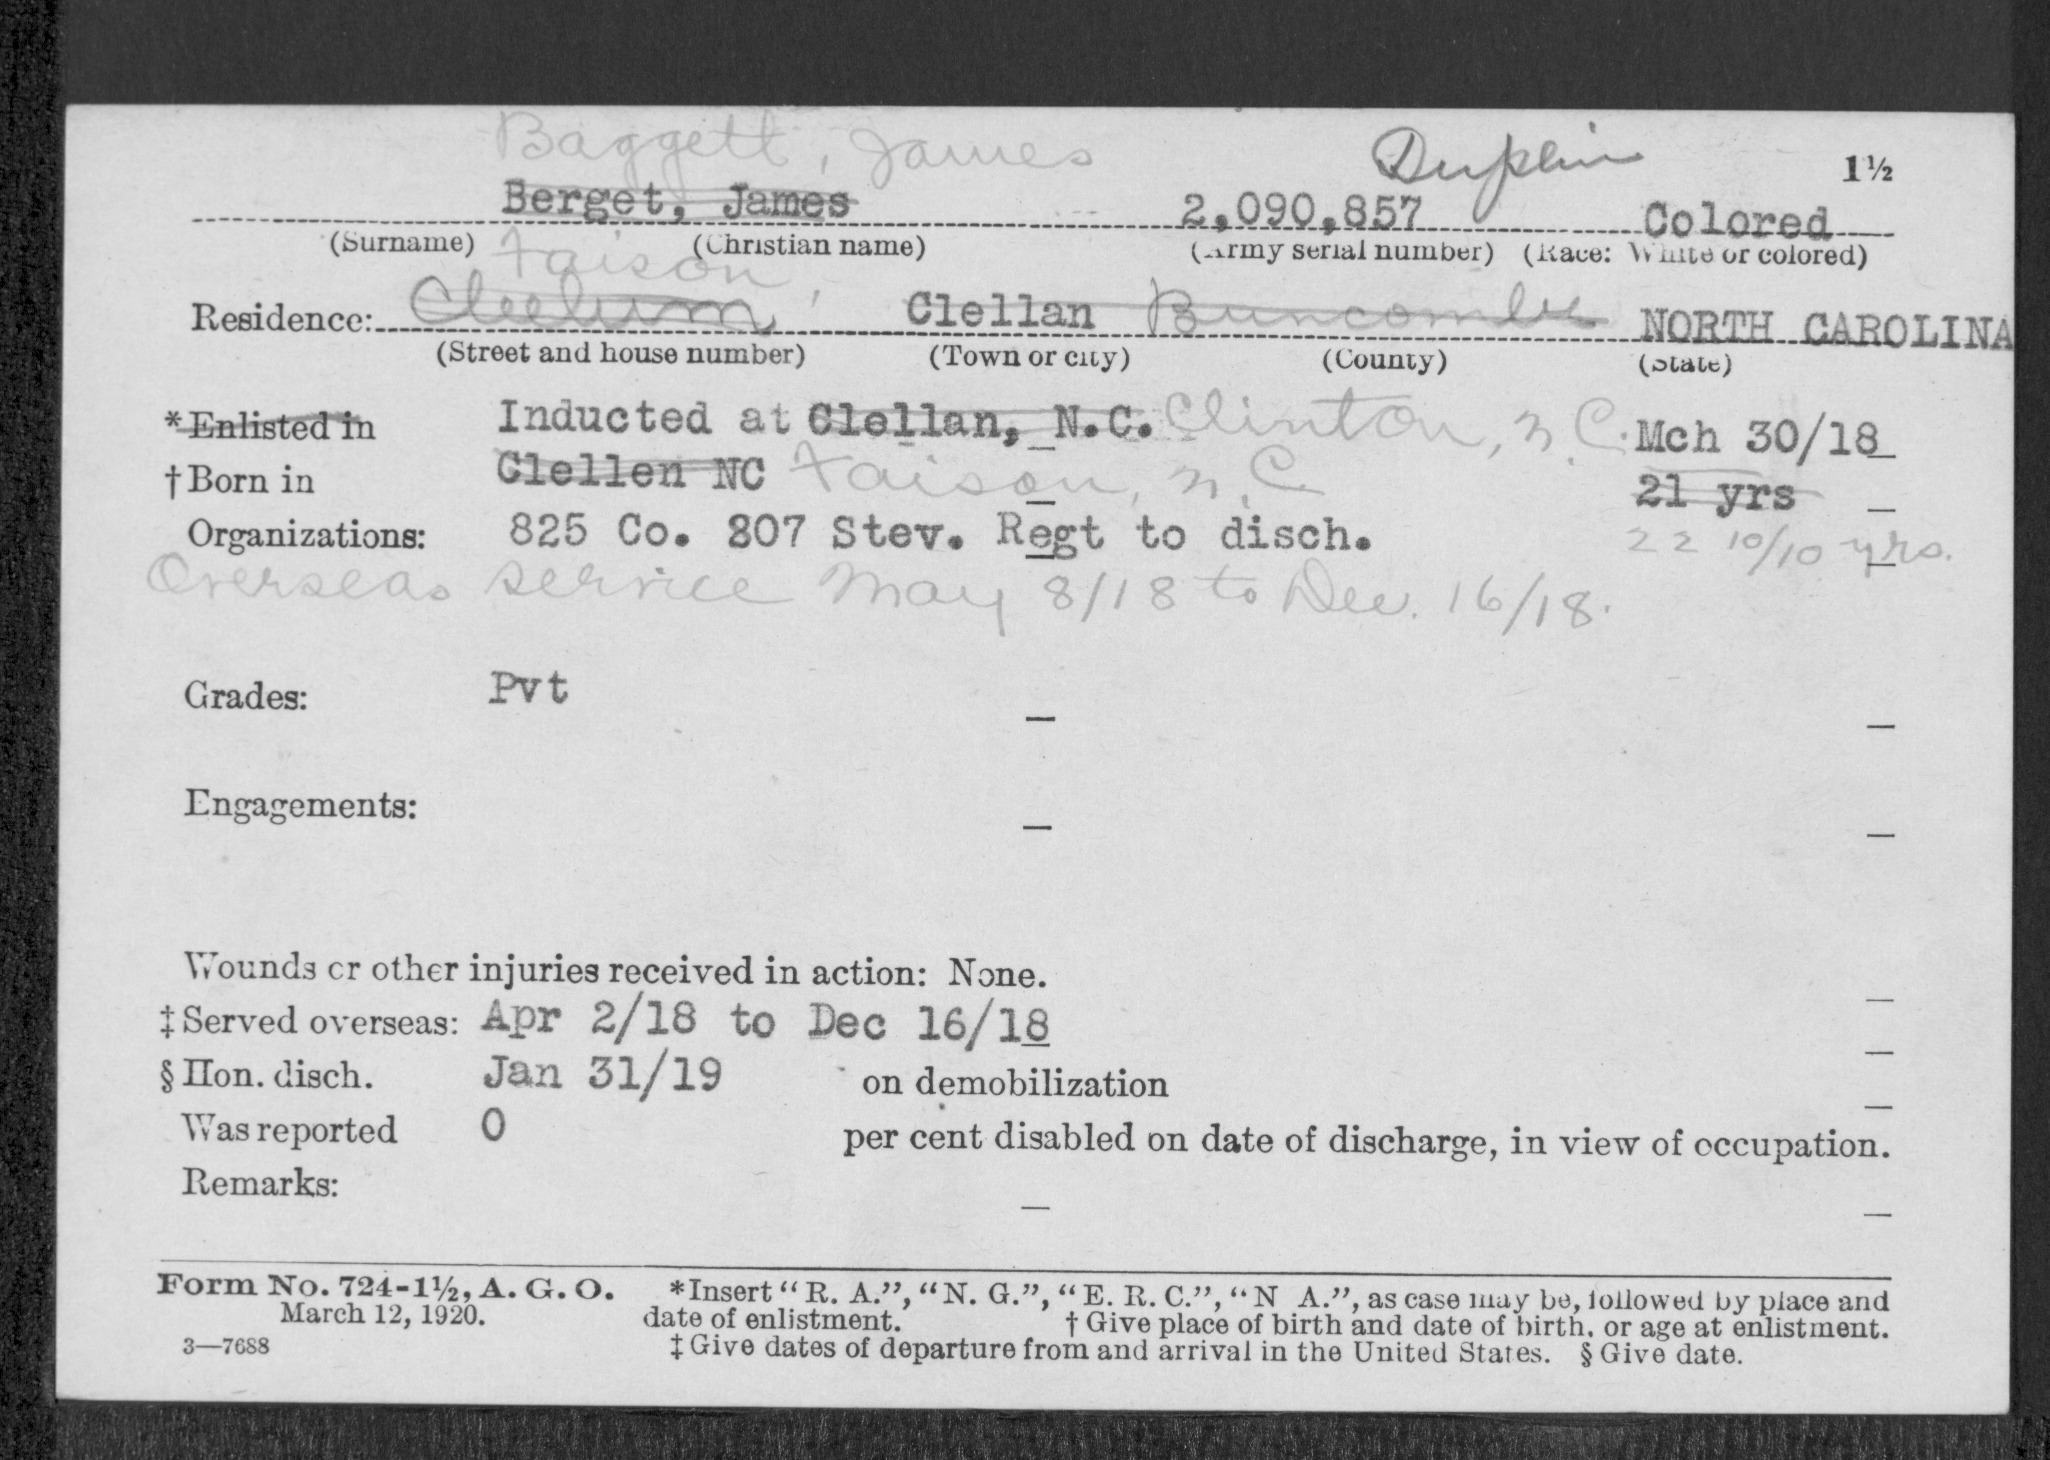 Baggett, James
Duplin
1½
Berget, James 2,090,857 Colored
(Surname) (Christian name) (Army serial number) (Race: White or colored)
Faison
Residence: Cleelum, Clellan Buncombe NORTH CAROLINA
(Street and house number) (Town or city) (County) (State)
*Enlisted in Inducted at Clellan, N.C. Clinton, N.C. Mch 30/18
†Born in Clellen NC Faison, N.C. 21 yrs
Organizations: 825 Co. 807 Stev. Regt to disch. 22 10/10 yrs.
Overseas service May 8/18 to Dec. 16/18.
Grades: Pvt
Engagements:
Wounds or other injuries received in action: None.
‡Served overseas: Apr 2/18 to Dec 16/18
§Hon. disch. Jan 31/19 on demobilization
Was reported 0 per cent disabled on date of discharge, in view of occupation.
Remarks:
Form No. 724-1½, A. G. O. *Insert "R. A.", "N. G.", "E. R. C.", "N A.", as case may be, followed by place and
March 12, 1920. date of enlistment. †Give place of birth and date of birth, or age at enlistment.
3—7688 ‡Give dates of departure from and arrival in the United States. §Give date.